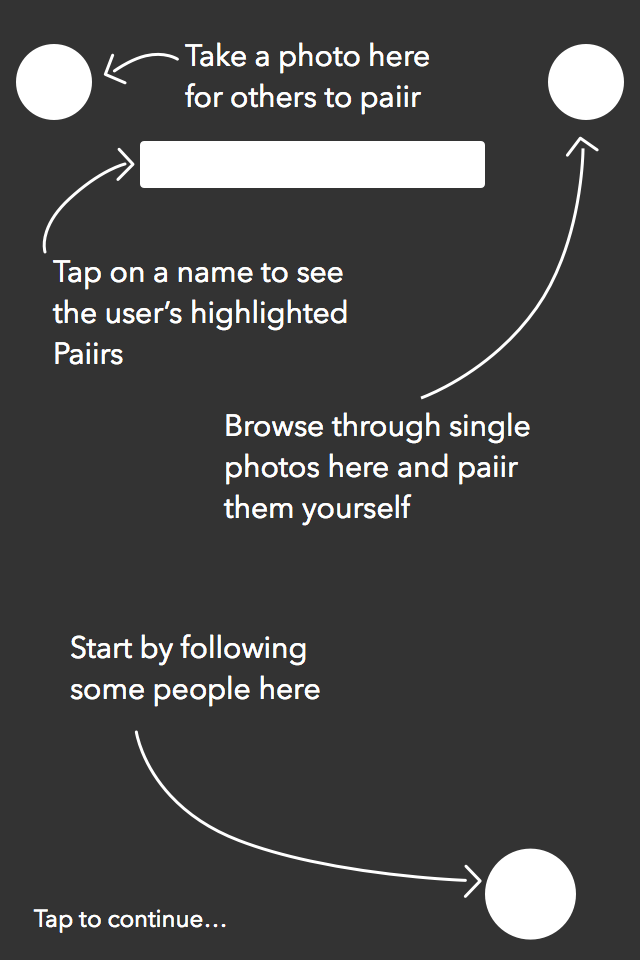 Take a photo here
for others to paiir
Tap on a name to see
the user’s highlighted
Paiirs
Browse through single
photos here and paiir
them yourself
Start by following
some people here
Tap to continue...